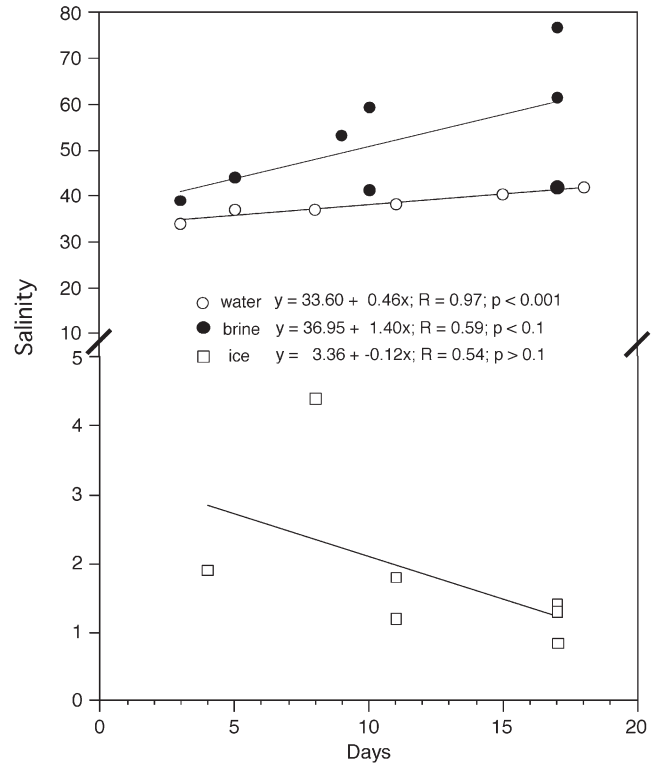 80
70
60
50
40
30
20
10
5
4
3
2
1
0
Salinity
water y = 33.60 + 0.46x; R = 0.97; p < 0.001
brine y = 36.95 + 1.40x; R = 0.59; p < 0.1
ice y = 3.36 + -0.12x; R = 0.54; p > 0.1
0 5 10 15 20
Days